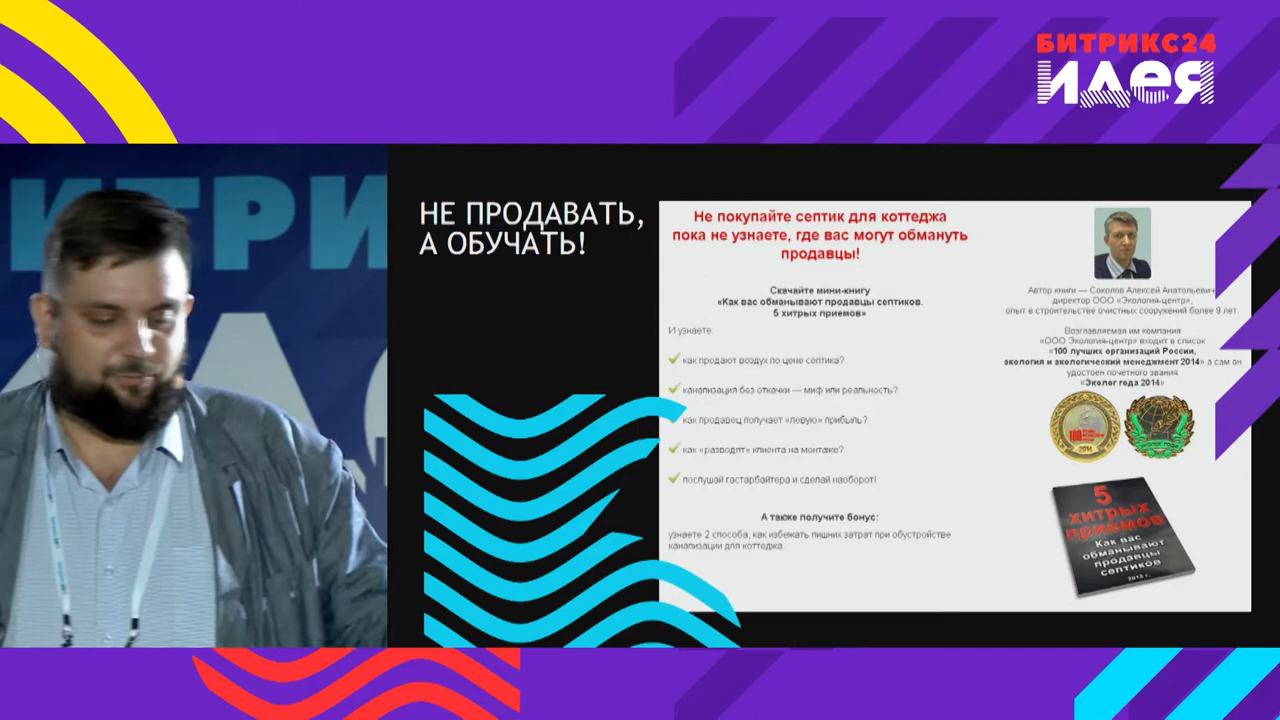 БИТРИКС24
ИДЕЯ
ИТРИ
НЕ ПРОДАВАТЬ,
А ОБУЧАТЬ!
Не покупайте септик для коттеджа
пока не узнаете, где вас могут обмануть
продавцы!
Скачайте мини-книгу
«Как вас обманывают продавцы септиков.
5 хитрых приемов»
И узнаете:
как продают воздух по цене септика?
канализация без откачки — миф или реальность?
как продавец получает «левую» прибыль?
как «разводят» клиента на монтаже?
послушай гастарбайтера и сделай наоборот!
А также получите бонус:
узнаете 2 способа, как избежать лишних затрат при обустройстве
канализации для коттеджа.
Автор книги — Соколов Алексей Анатольевич,
директор ООО «Экология-центр»,
опыт в строительстве очистных сооружений более 9 лет.
Возглавляемая им компания
«ООО Экология-центр» входит в список
«100 лучших организаций России,
экология и экологический менеджмент 2014» а сам он
удостоен почетного звания
«Эколог года 2014»
100
2014
ЭКОЛОГ ГОДА
5
хитрых
приемов
Как вас
обманывают
продавцы
септиков
2013 г.